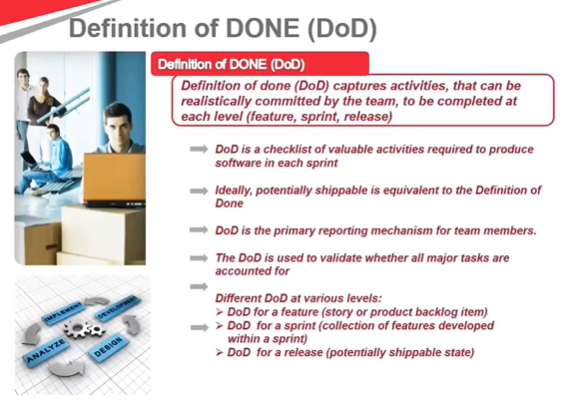 Definition of DONE (DoD)
Definition of DONE (DoD)
Definition of done (DoD) captures activities, that can be
realistically committed by the team, to be completed at
each level (feature, sprint, release)
DoD is a checklist of valuable activities required to produce
software in each sprint
Ideally, potentially shippable is equivalent to the Definition of
Done
DoD is the primary reporting mechanism for team members.
The DoD is used to validate whether all major tasks are
accounted for
Different DoD at various levels:
➢ DoD for a feature (story or product backlog item)
➢ DoD for a sprint (collection of features developed
within a sprint)
➢ DoD for a release (potentially shippable state)
IMPLEMENT
DEVELOPMENT
ANALYZE
DESIGN